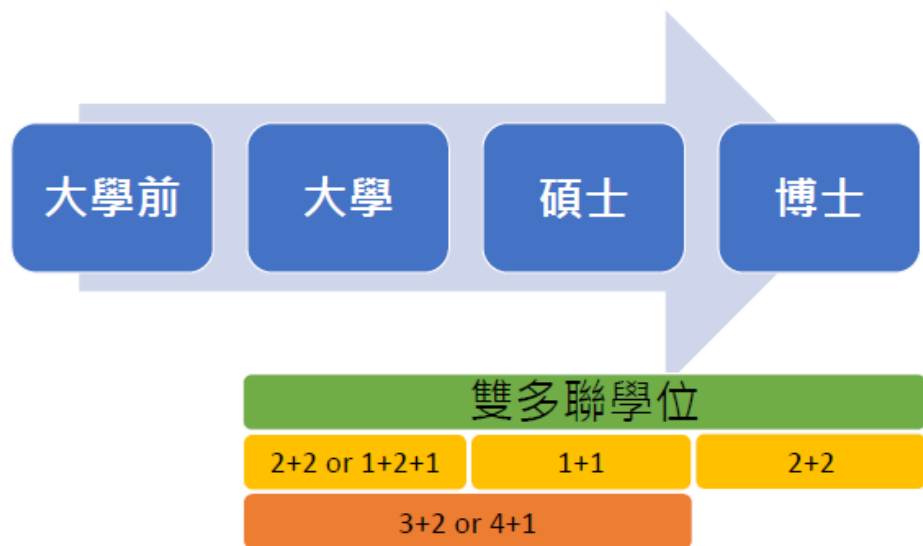 大學前 大學 碩士 博士
雙多聯學位
2+2 or 1+2+1 1+1 2+2
3+2 or 4+1